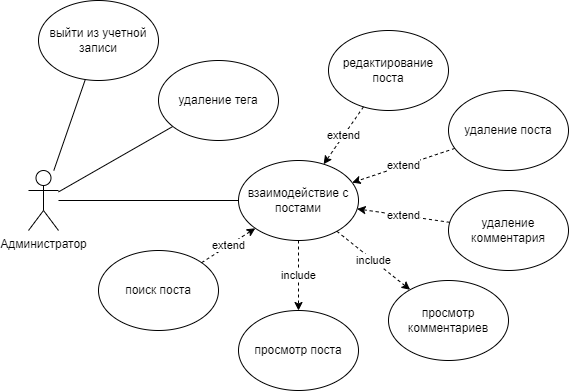 выйти из учетной
записи
редактирование
поста
удаление тега
extend
удаление поста
extend
взаимодействие с
постами
extend
удаление
комментария
Администратор
extend
include
include
поиск поста
просмотр
комментариев
просмотр поста